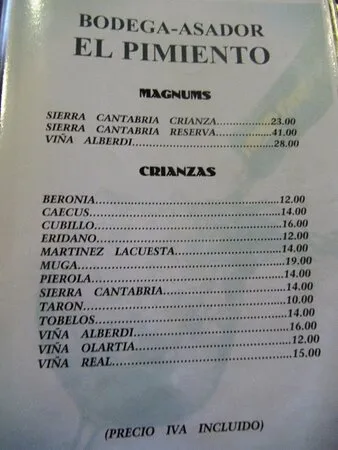 BODEGA-ASADOR
EL PIMIENTO
MAGNUMS
SIERRA CANTABRIA CRIANZA..................23.00
SIERRA CANTABRIA RESERVA..................41.00
VIÑA ALBERDI...................................28.00
CRIANZAS
BERONIA............................................12.00
CAECUS.............................................14.00
CUBILLO............................................16.00
ERIDANO............................................12.00
MARTINEZ LACUESTA..........................14.00
MUGA................................................19.00
PIEROLA............................................14.00
SIERRA CANTABRIA.............................14.00
TARON..............................................10.00
TOBELOS...........................................14.00
VIÑA ALBERDI....................................16.00
VIÑA OLARTIA...................................12.00
VIÑA REAL........................................15.00
(PRECIO IVA INCLUIDO)